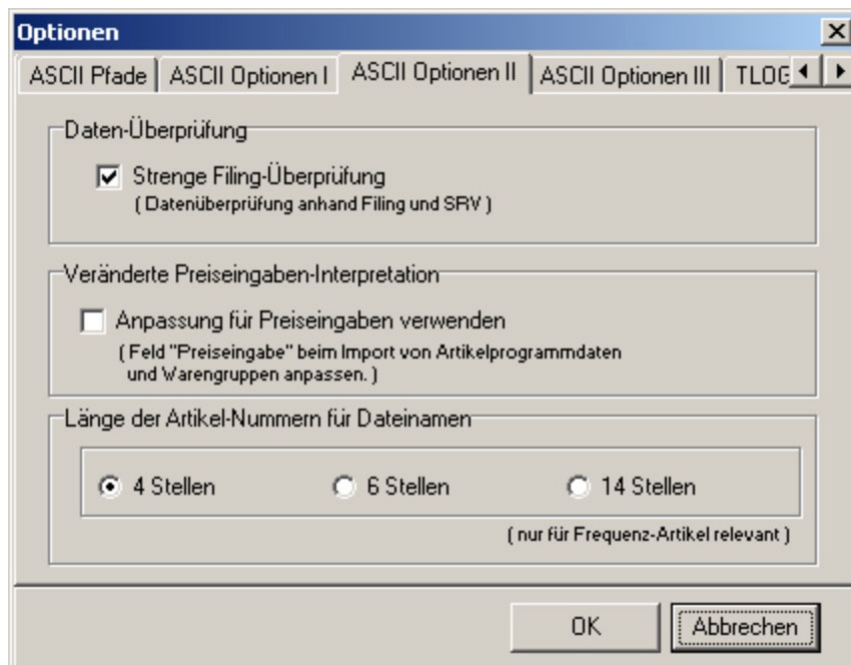 Optionen
ASCII Pfade
ASCII Optionen I
ASCII Optionen II
ASCII Optionen III
TLOG
Daten-Überprüfung
Strenge Filing-Überprüfung
( Datenüberprüfung anhand Filing und SRV )
Veränderte Preiseingaben-Interpretation
Anpassung für Preiseingaben verwenden
( Feld "Preiseingabe" beim Import von Artikelprogrammdaten
und Warengruppen anpassen. )
Länge der Artikel-Nummern für Dateinamen
4 Stellen
6 Stellen
14 Stellen
( nur für Frequenz-Artikel relevant )
OK
Abbrechen